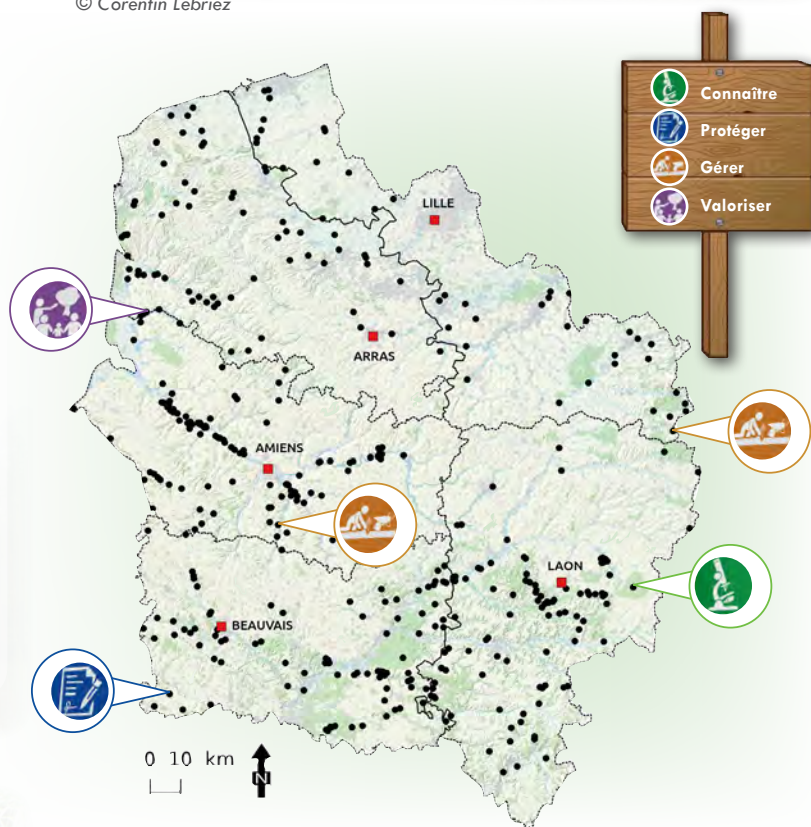 © Corentin Lebriez
Connaître
Protéger
Gérer
Valoriser
LILLE
ARRAS
AMIENS
LAON
BEAUVAIS
0 10 km
N